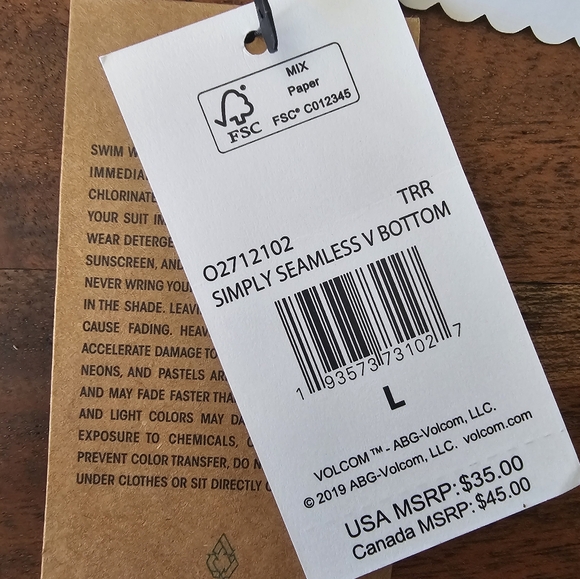 MIX
Paper
FSC® C012345
FSC
TRR
O2712102
SIMPLY SEAMLESS V BOTTOM
1 93573 73102 7
L
VOLCOM™ - ABG-Volcom, LLC.
© 2019 ABG-Volcom, LLC. volcom.com
USA MSRP: $35.00
Canada MSRP: $45.00
SWIM
IMMEDIA
CHLORINATE
YOUR SUIT
WEAR DETERGE
SUNSCREEN, AND
NEVER WRING YOU
IN THE SHADE. LEAV
CAUSE FADING. HEAV
ACCELERATE DAMAGE TO
NEONS, AND PASTELS AR
AND MAY FADE FASTER THA
AND LIGHT COLORS MAY DA
EXPOSURE TO CHEMICALS,
PREVENT COLOR TRANSFER, DO N
UNDER CLOTHES OR SIT DIRECTLY